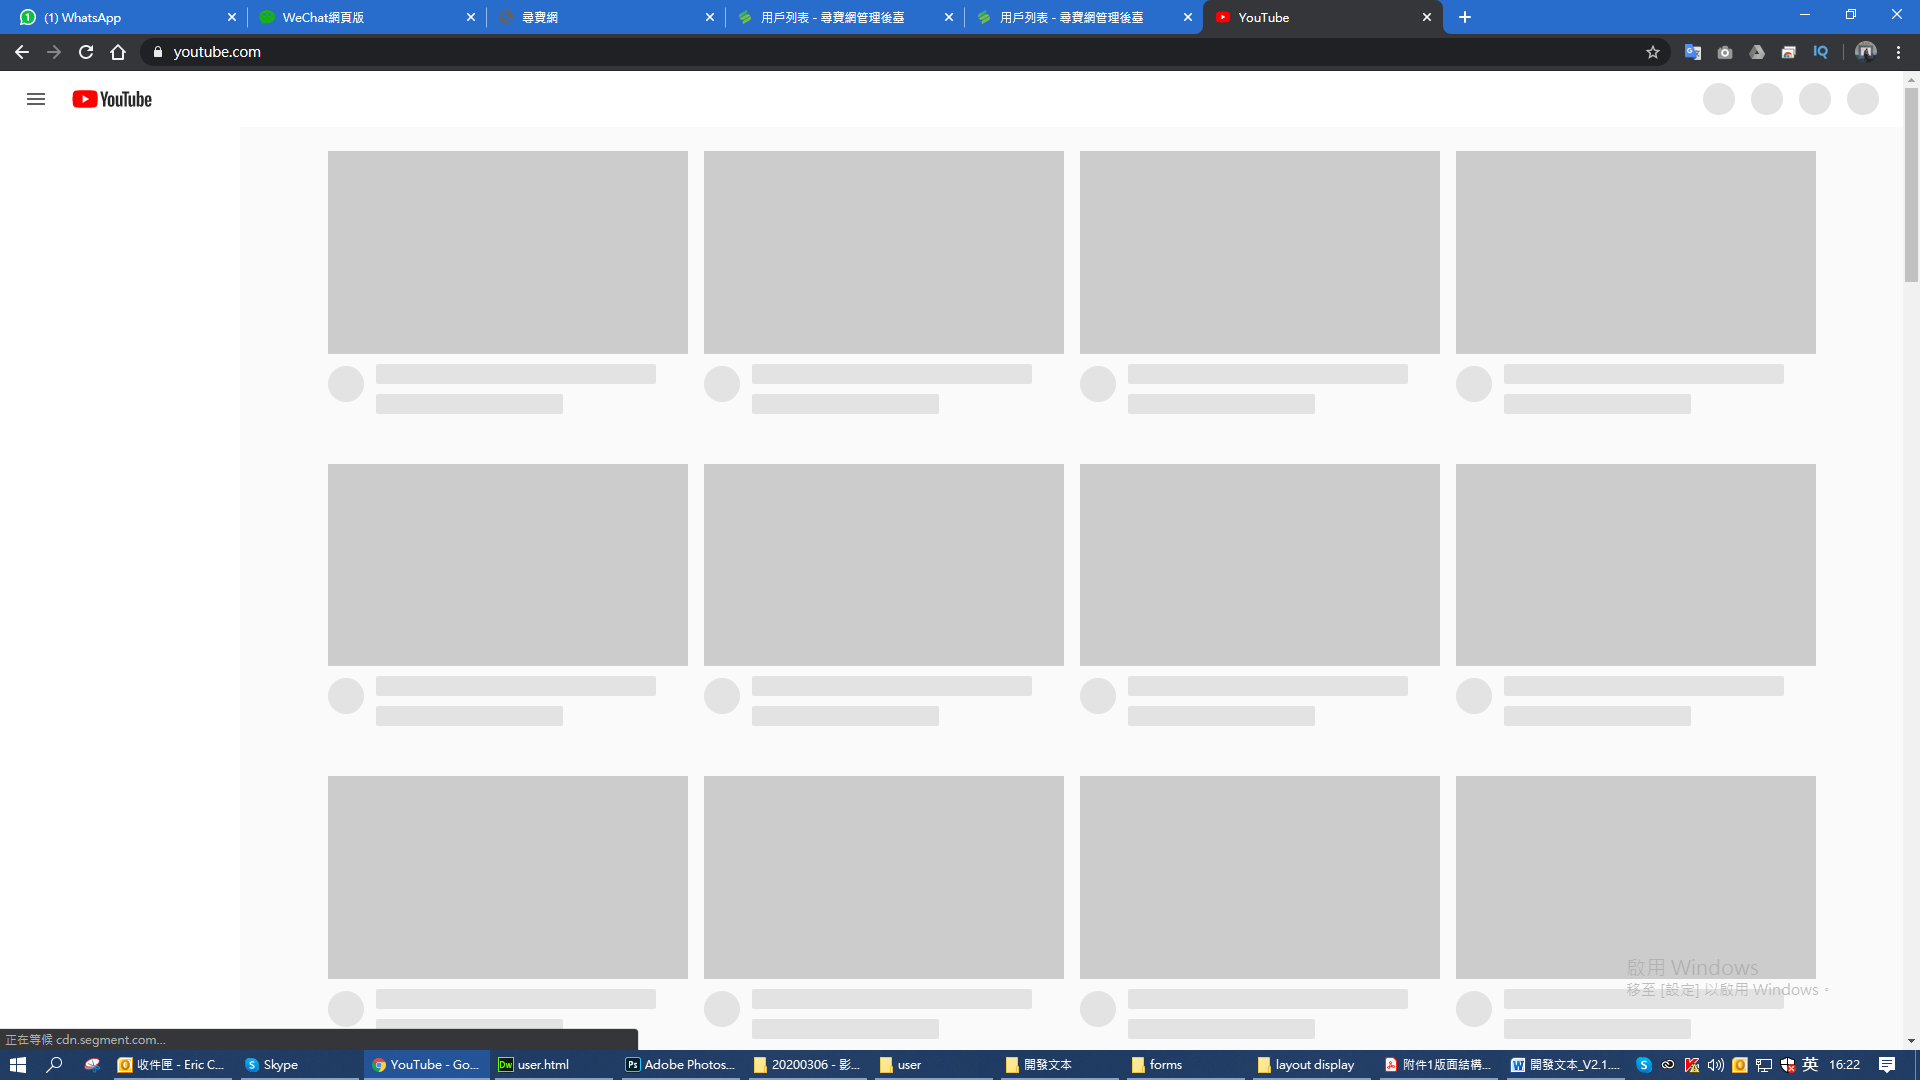 (1) WhatsApp
WeChat網頁版
尋寶網
用戶列表 - 尋寶網管理後臺
用戶列表 - 尋寶網管理後臺
YouTube
youtube.com
IQ
YouTube
啟用 Windows
移至 [設定] 以啟用 Windows。
正在等候 cdn.segment.com...
收件匣 - Eric C...
Skype
YouTube - Go...
Dw
user.html
Ps
Adobe Photos...
20200306 - 影...
user
開發文本
forms
layout display
附件1版面結構...
開發文本_V2.1....
英
16:22